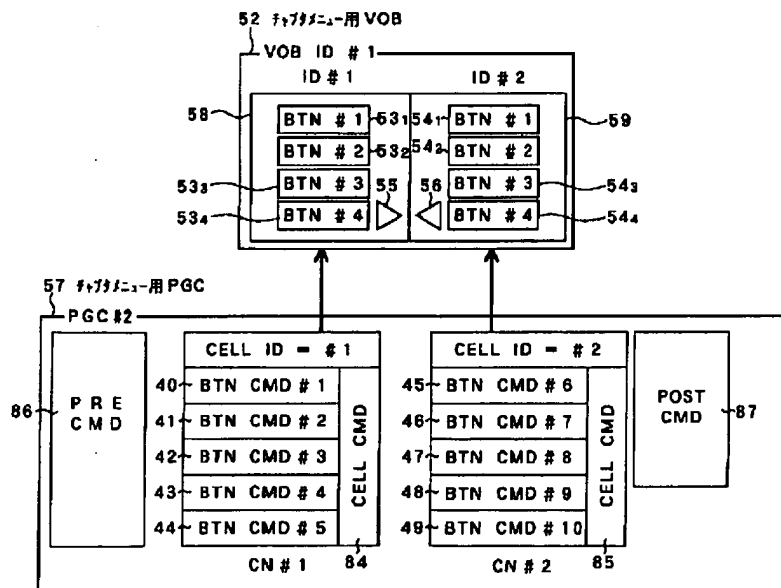 52 ﾁｬﾌﾟﾀﾒﾆｭｰ用VOB
VOB ID #1
ID #1
ID #2
58
BTN #1
53₁
54₁
BTN #1
59
BTN #2
53₂
54₂
BTN #2
53₃
BTN #3
55
56
BTN #3
54₃
53₄
BTN #4
BTN #4
54₄
57 ﾁｬﾌﾟﾀﾒﾆｭｰ用PGC
PGC #2
86
PRE
CMD
CELL ID = #1
40
BTN CMD #1
41
BTN CMD #2
42
BTN CMD #3
43
BTN CMD #4
44
BTN CMD #5
CELL CMD
84
CN #1
CELL ID = #2
45
BTN CMD #6
46
BTN CMD #7
47
BTN CMD #8
48
BTN CMD #9
49
BTN CMD #10
CELL CMD
85
CN #2
POST
CMD
87